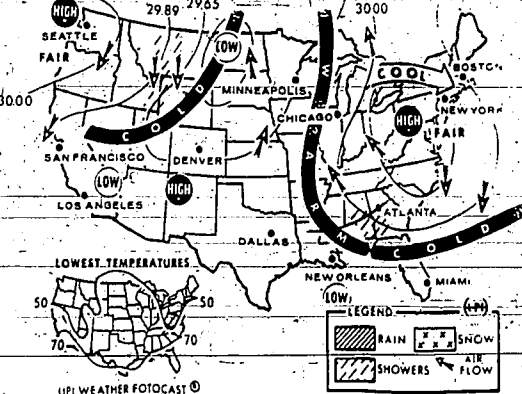 29.89
29.65
3000
HIGH
SEATTLE
FAIR
LOW
30.00
COLD
MINNEAPOLIS
WARM
COOL
BOSTON
NEW YORK
CHICAGO
HIGH
FAIR
SAN FRANCISCO
DENVER
LOW
HIGH
LOS ANGELES
ATLANTA
DALLAS
COLD
NEW ORLEANS
MIAMI
LOW
LOWEST TEMPERATURES
50
50
70
70
UPI WEATHER FOTOCAST ®
LEGEND
(UPI)
RAIN
SNOW
SHOWERS
AIR FLOW